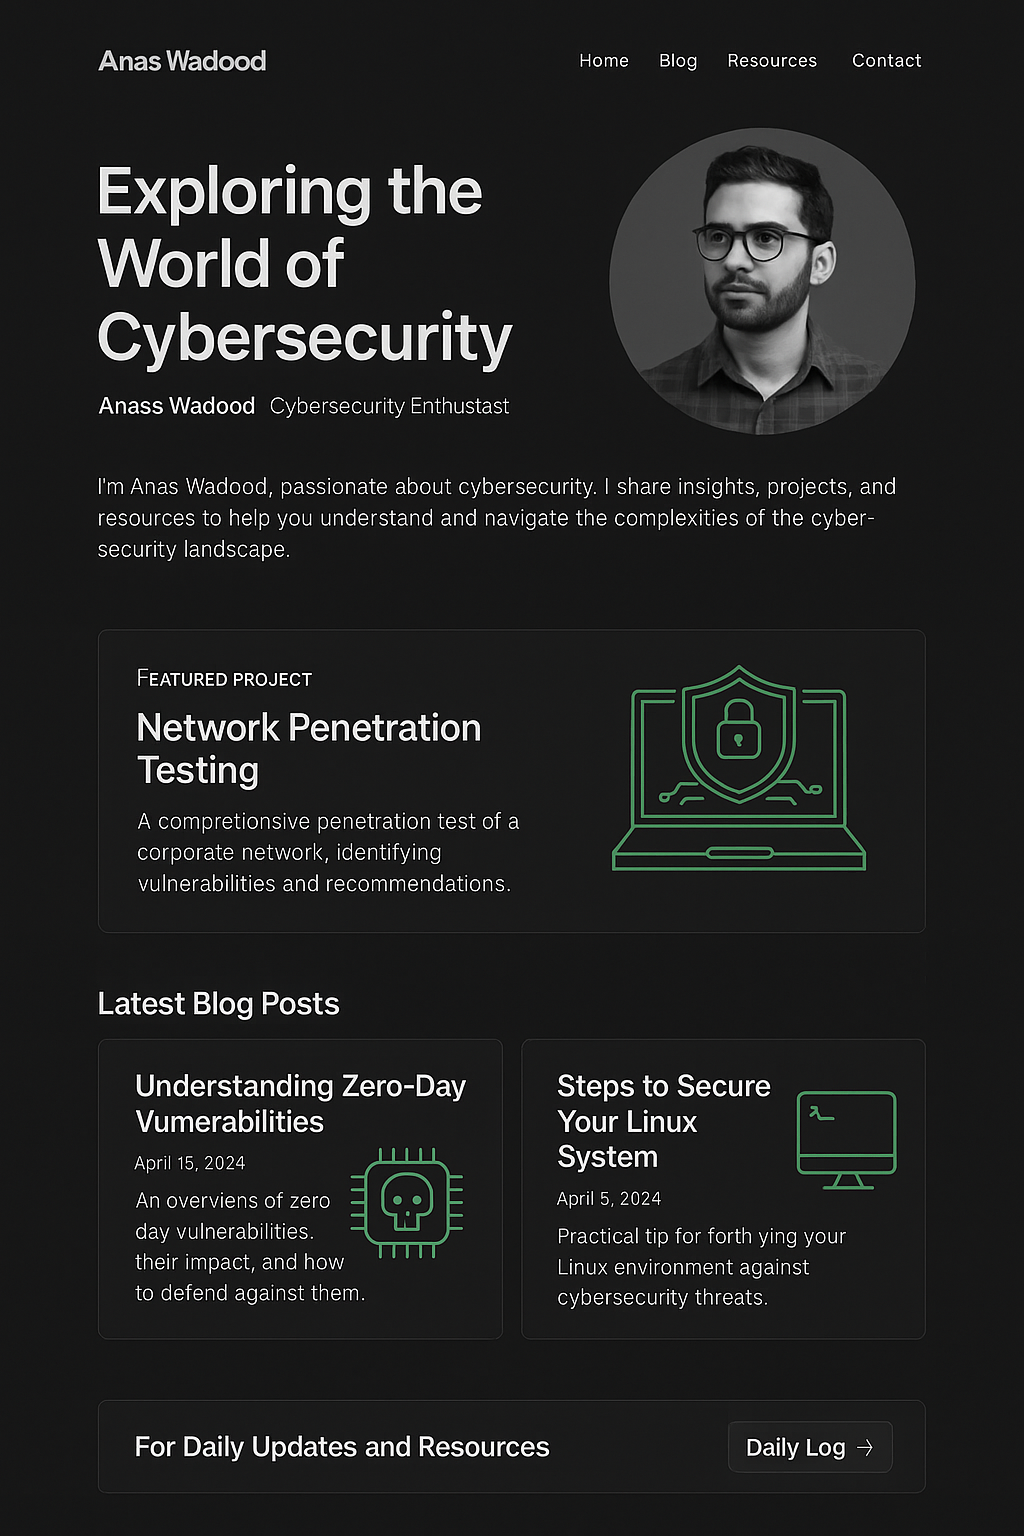 Anas Wadood
Home Blog Resources Contact
Exploring the
World of
Cybersecurity
Anass Wadood Cybersecurity Enthustast
I'm Anas Wadood, passionate about cybersecurity. I share insights, projects, and
resources to help you understand and navigate the complexities of the cyber-
security landscape.
FEATURED PROJECT
Network Penetration
Testing
A compretionsive penetration test of a
corporate network, identifying
vulnerabilities and recommendations.
Latest Blog Posts
Understanding Zero-Day
Vumerabilities
April 15, 2024
An overviens of zero
day vulnerabilities.
their impact, and how
to defend against them.
Steps to Secure
Your Linux
System
April 5, 2024
Practical tip for forth ying your
Linux environment against
cybersecurity threats.
For Daily Updates and Resources
Daily Log →